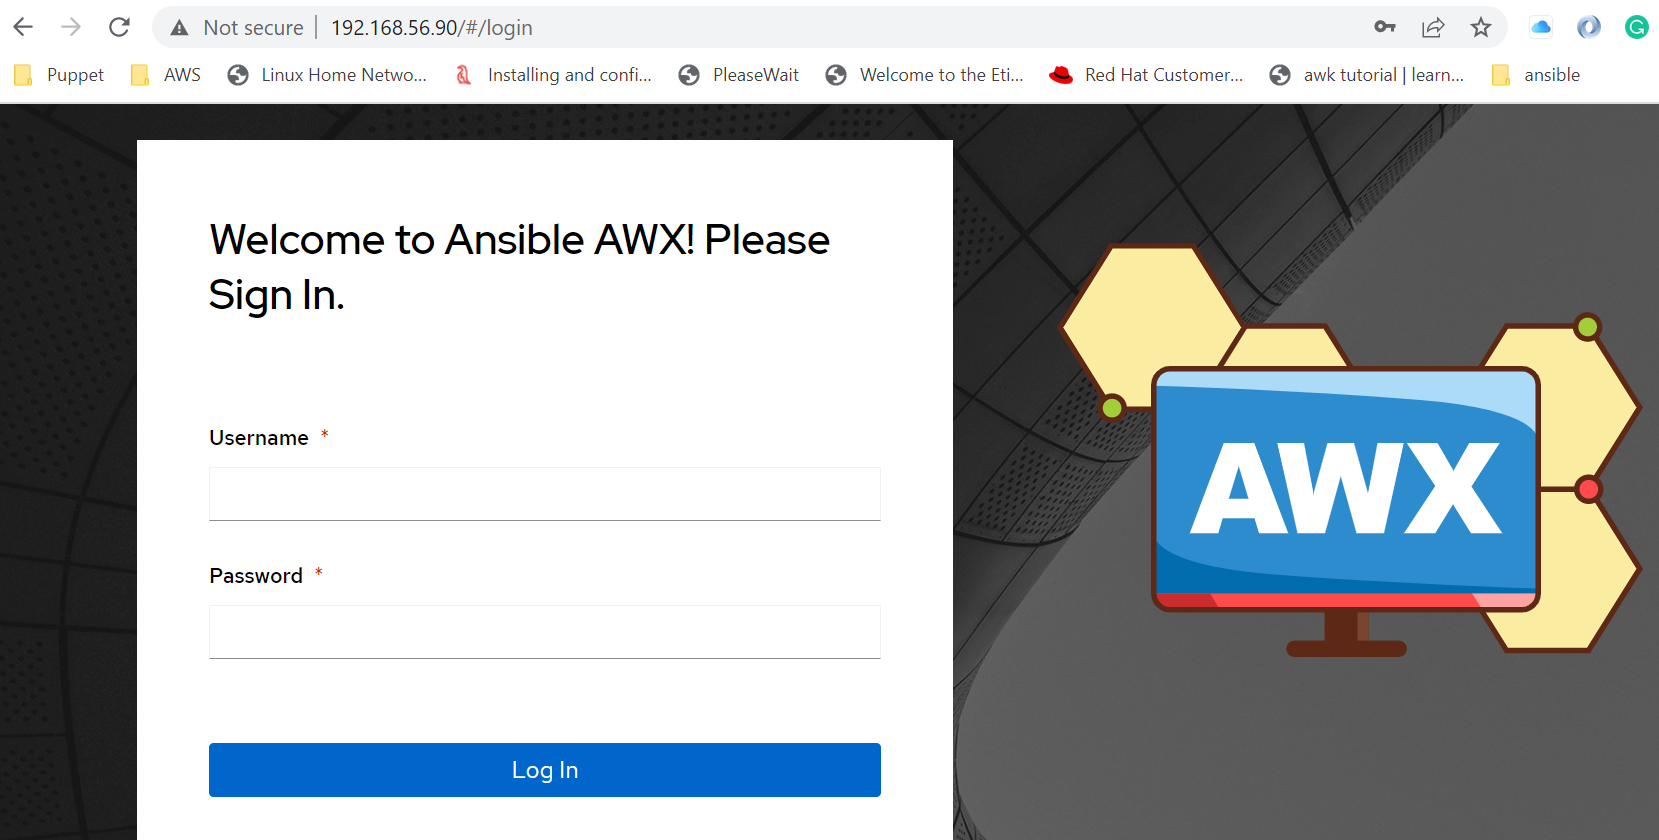 Not secure | 192.168.56.90/#/login
Puppet AWS Linux Home Netwo... Installing and confi... PleaseWait Welcome to the Eti... Red Hat Customer... awk tutorial | learn... ansible
Welcome to Ansible AWX! Please
Sign In.
Username *
AWX
Password *
Log In